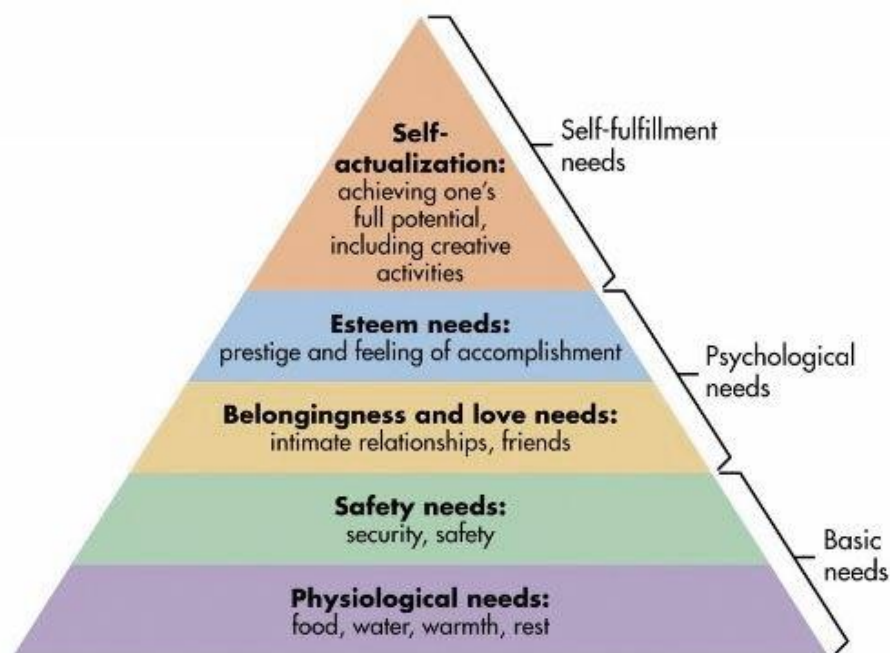 Self-
actualization:
achieving one's
full potential,
including creative
activities
Self-fulfillment
needs
Esteem needs:
prestige and feeling of accomplishment
Psychological
needs
Belongingness and love needs:
intimate relationships, friends
Safety needs:
security, safety
Basic
needs
Physiological needs:
food, water, warmth, rest